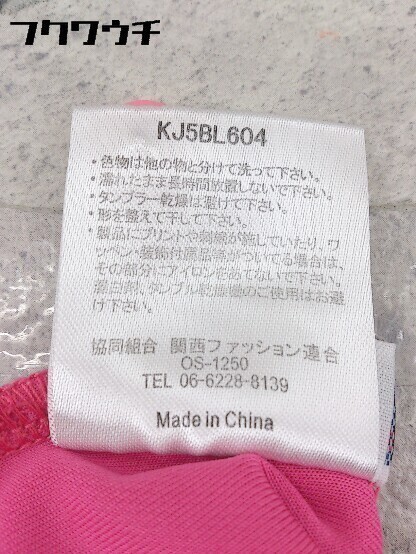 フクワウチ
KJ5BL604
・色物は他の物と分けて洗って下さい。
・濡れたまま長時間放置しないで下さい。
・タンブラー乾燥は避けて下さい。
・形を整えて干して下さい。
・製品にプリントや刺繍が施していたり、ワ
ッペン・装飾付属品等がついてる場合は、
その部分にアイロンをあてないで下さい。
漂白剤、タンブル乾燥機のご使用はお避
け下さい。
協同組合 関西ファッション連合
OS-1250
TEL 06-6228-8139
Made in China